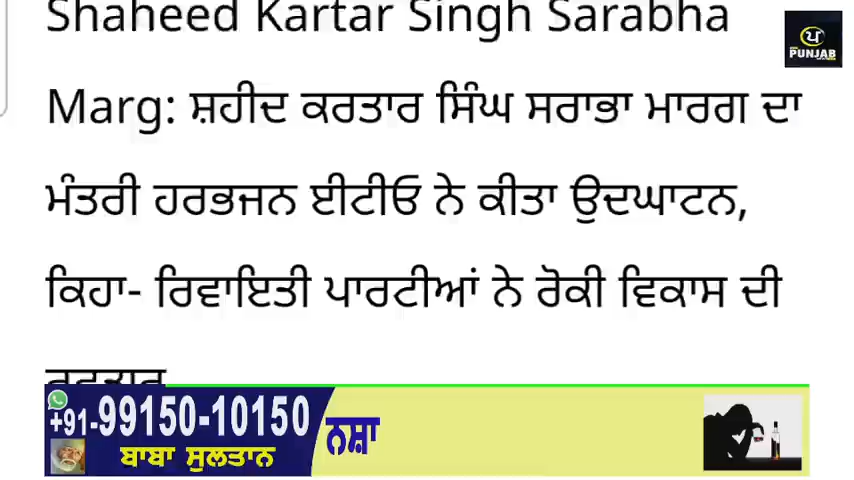 Shaheed Kartar Singh Sarabha
Marg: ਸ਼ਹੀਦ ਕਰਤਾਰ ਸਿੰਘ ਸਰਾਭਾ ਮਾਰਗ ਦਾ
ਮੰਤਰੀ ਹਰਭਜਨ ਈਟੀਓ ਨੇ ਕੀਤਾ ਉਦਘਾਟਨ,
ਕਿਹਾ- ਰਿਵਾਇਤੀ ਪਾਰਟੀਆਂ ਨੇ ਰੋਕੀ ਵਿਕਾਸ ਦੀ
ਪ
PUNJAB
+91-99150-10150
ਬਾਬਾ ਸੁਲਤਾਨ
ਨਸ਼ਾ